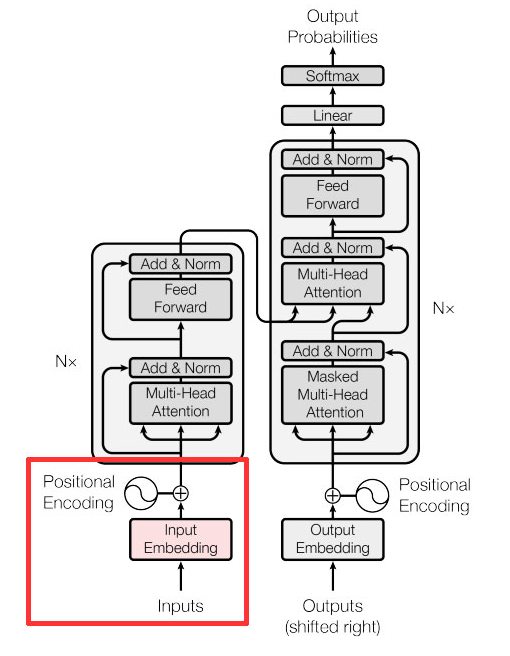 Output
Probabilities
Softmax
Linear
Add & Norm
Feed
Forward
Add & Norm
Multi-Head
Attention
Add & Norm
Masked
Multi-Head
Attention
N×
Add & Norm
Feed
Forward
Add & Norm
Multi-Head
Attention
N×
Positional
Encoding
Input
Embedding
Inputs
Positional
Encoding
Output
Embedding
Outputs
(shifted right)